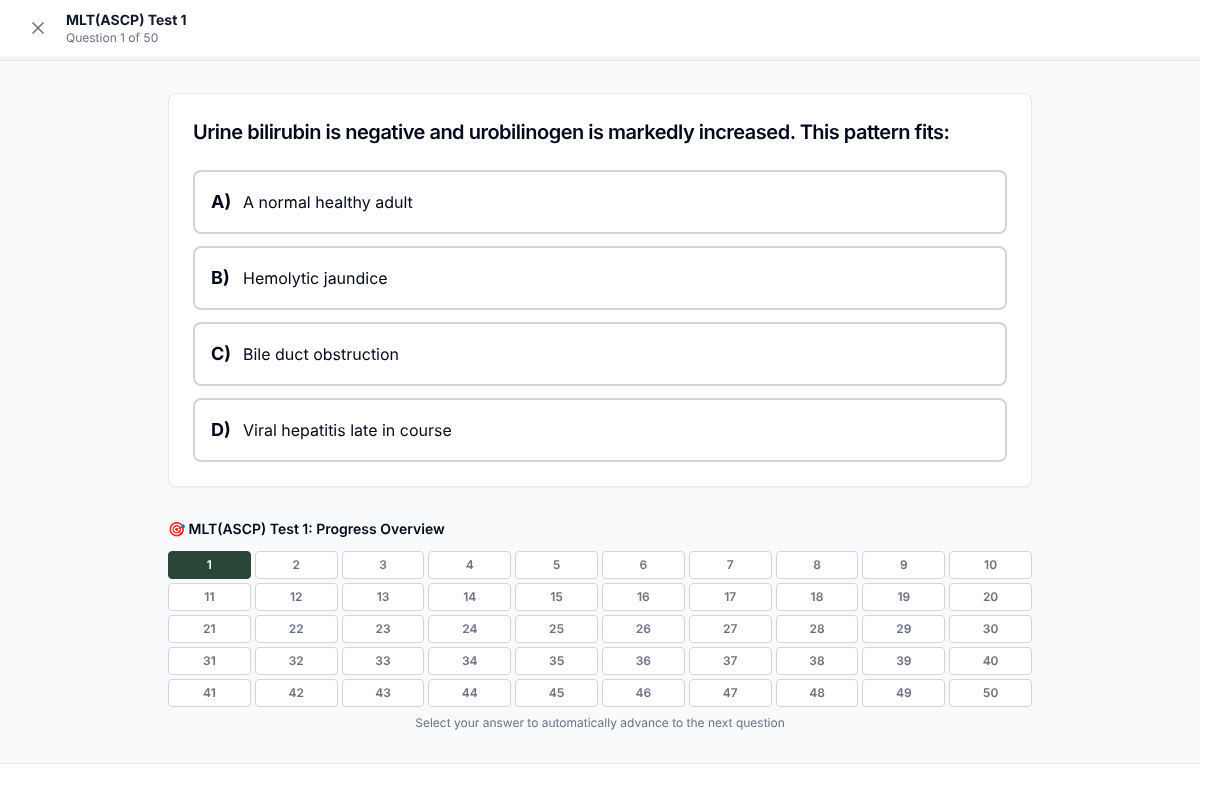 MLT(ASCP) Test 1
Question 1 of 50
Urine bilirubin is negative and urobilinogen is markedly increased. This pattern fits:
A) A normal healthy adult
B) Hemolytic jaundice
C) Bile duct obstruction
D) Viral hepatitis late in course
🎯 MLT(ASCP) Test 1: Progress Overview
1 2 3 4 5 6 7 8 9 10
11 12 13 14 15 16 17 18 19 20
21 22 23 24 25 26 27 28 29 30
31 32 33 34 35 36 37 38 39 40
41 42 43 44 45 46 47 48 49 50
Select your answer to automatically advance to the next question